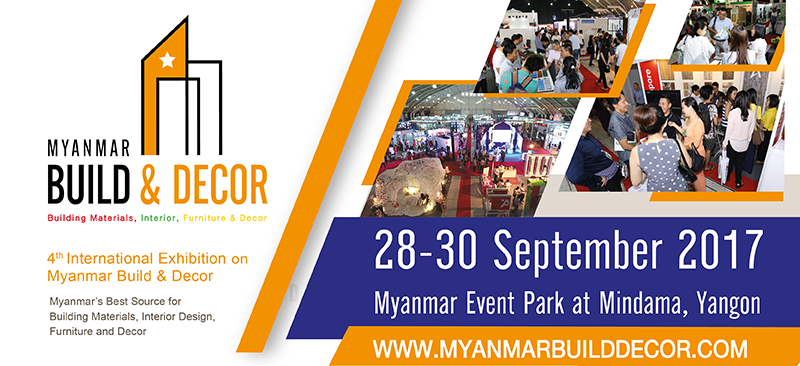 MYANMAR
BUILD & DECOR
Building Materials, Interior, Furniture & Decor
4th International Exhibition on
Myanmar Build & Decor
Myanmar's Best Source for
Building Materials, Interior Design,
Furniture and Decor
28-30 September 2017
Myanmar Event Park at Mindama, Yangon
WWW.MYANMARBUILDDECOR.COM